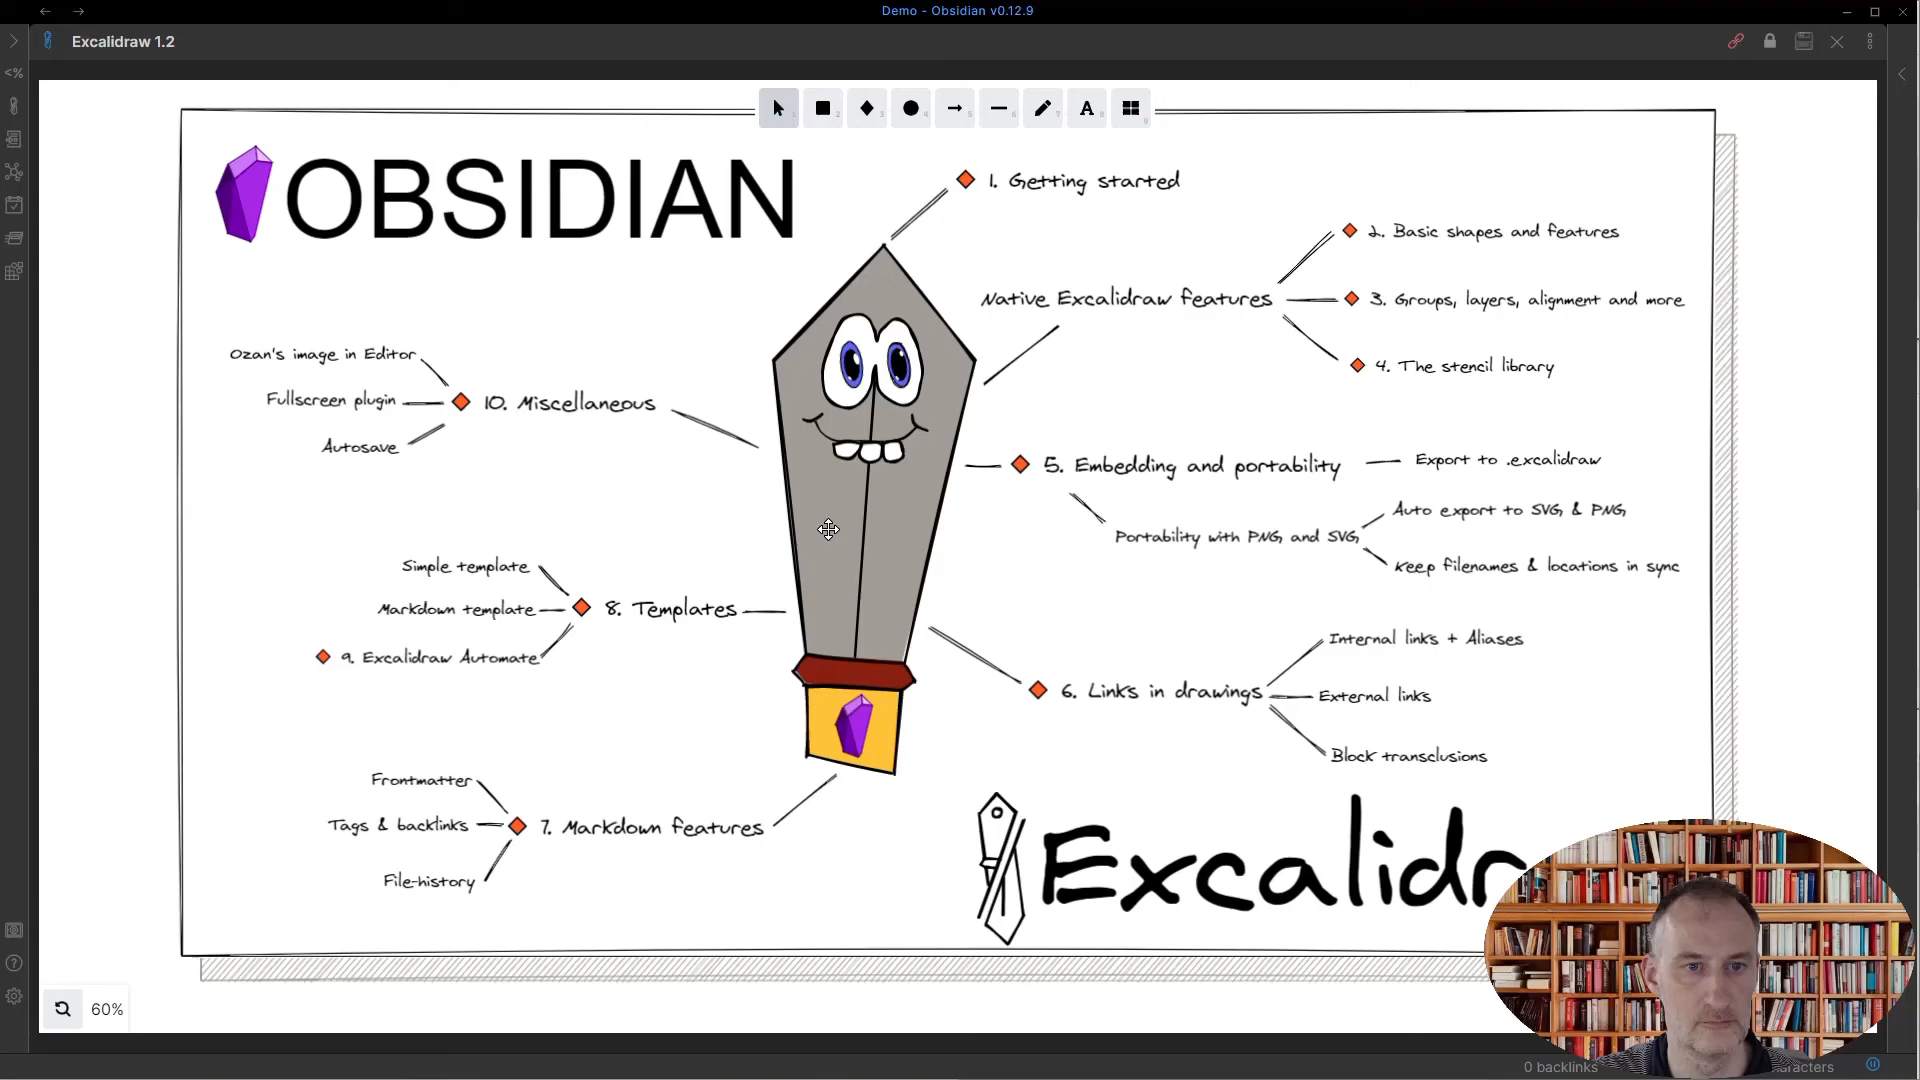 Demo - Obsidian v0.12.9
Excalidraw 1.2
OBSIDIAN
1. Getting started
Native Excalidraw features
2. Basic shapes and features
3. Groups, layers, alignment and more
4. The stencil library
5. Embedding and portability
Export to .excalidraw
Portability with PNG and SVG
Auto export to SVG & PNG
Keep filenames & locations in sync
6. Links in drawings
Internal links + Aliases
External links
Block transclusions
7. Markdown features
Frontmatter
Tags & backlinks
File-history
8. Templates
Simple template
Markdown template
9. Excalidraw Automate
10. Miscellaneous
Ozan's image in Editor
Fullscreen plugin
Autosave
Excalidr
60%
0 backlinks